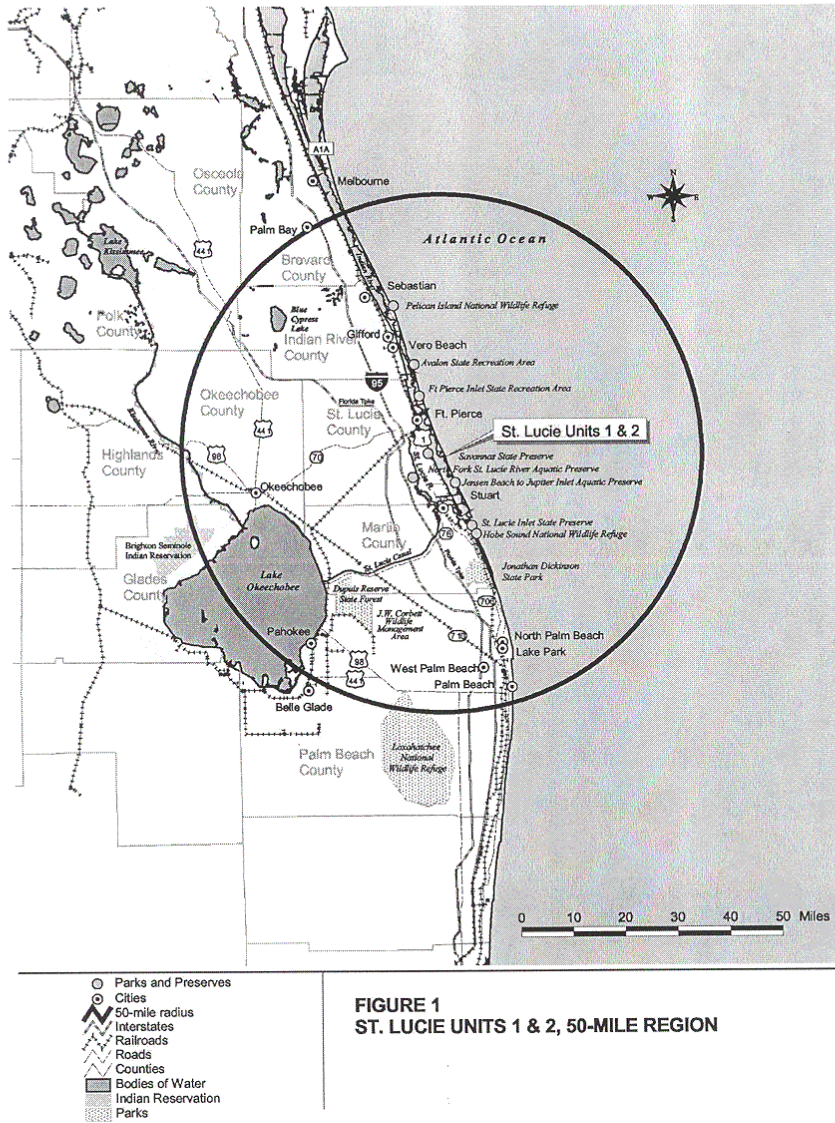 A1A
Osceola
County
Melbourne
N
W
E
S
Palm Bay
Atlantic Ocean
Lake
Kissimmee
441
Brevard
County
Indian River
Sebastian
Pelican Island National Wildlife Refuge
Blue
Cypress
Lake
Polk
County
Gifford
Indian River
County
Vero Beach
Avalon State Recreation Area
95
Ft Pierce Inlet State Recreation Area
Okeechobee
County
Florida Tpke
St. Lucie
County
Ft. Pierce
441
1
St. Lucie Units 1 & 2
Kissimmee River
Highlands
County
98
70
Savannas State Preserve
St. Lucie R.
North Fork St. Lucie River Aquatic Preserve
Jensen Beach to Jupiter Inlet Aquatic Preserve
Okeechobee
Stuart
Martin
County
76
St. Lucie Inlet State Preserve
Hobe Sound National Wildlife Refuge
Brighton Seminole
Indian Reservation
St. Lucie Canal
Jonathan Dickinson
State Park
Glades
County
Lake
Okeechobee
Dupuis Reserve
State Forest
706
J.W. Corbett
Wildlife
Management
Area
Pahokee
710
North Palm Beach
Lake Park
98
441
West Palm Beach
Palm Beach
Belle Glade
Palm Beach
County
Loxahatchee
National
Wildlife Refuge
0 10 20 30 40 50 Miles
Parks and Preserves
Cities
50-mile radius
Interstates
Railroads
Roads
Counties
Bodies of Water
Indian Reservation
Parks
FIGURE 1
ST. LUCIE UNITS 1 & 2, 50-MILE REGION